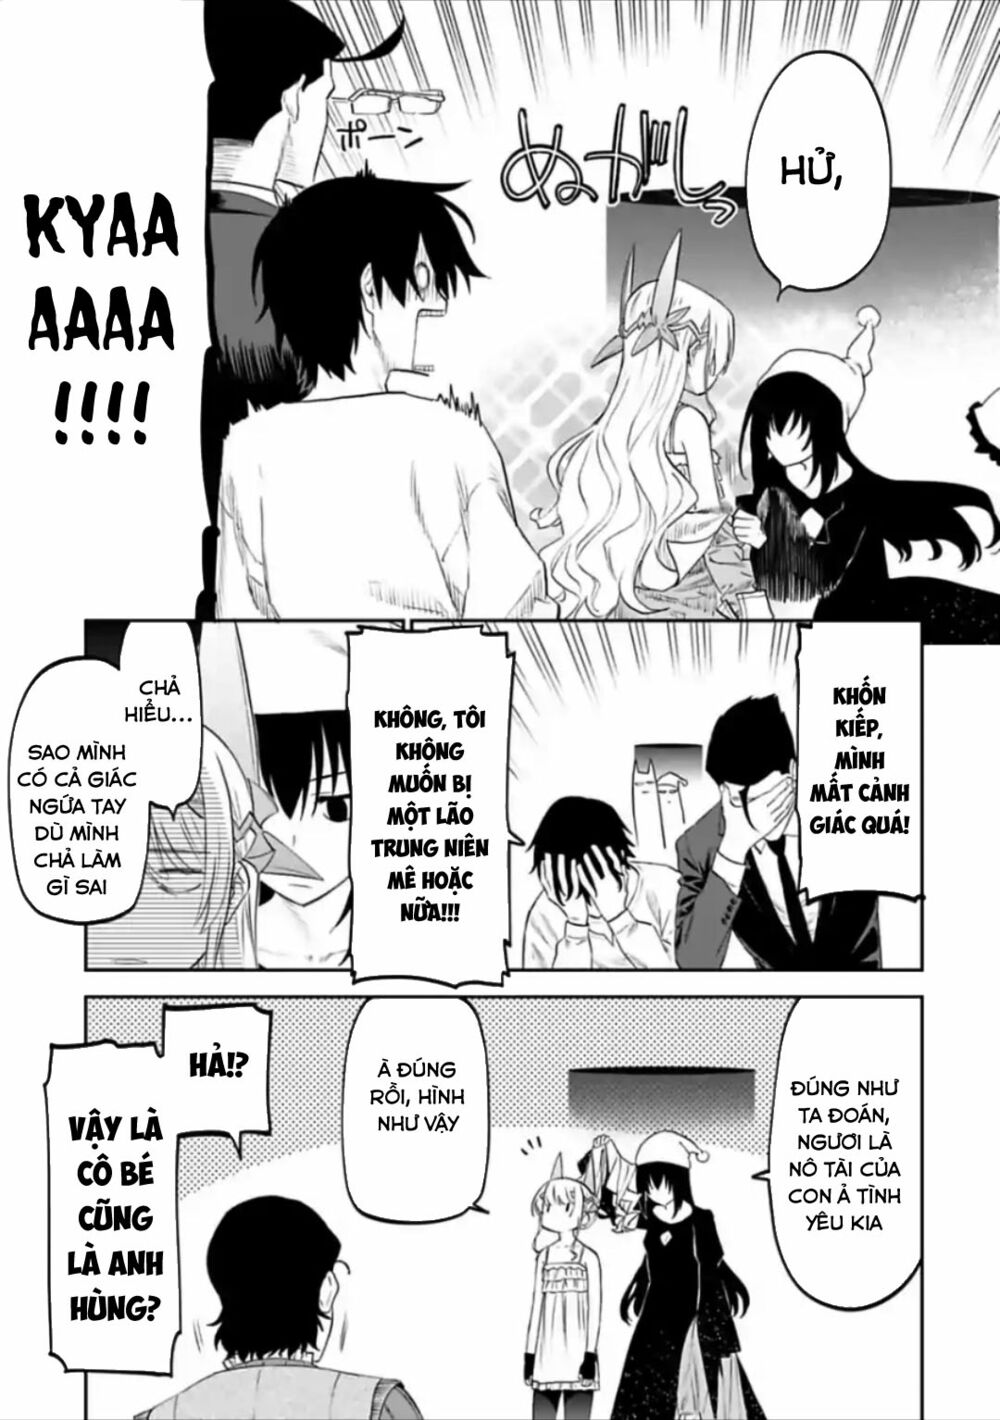 HỬ,
ぬがしっ
ポーン
KYAA
AAAA
!!!!
KHỐN
KIẾP,
MÌNH
MẤT CẢNH
GIÁC QUÁ!
KHÔNG, TÔI
KHÔNG
MUỐN BỊ
MỘT LÃO
TRUNG NIÊN
MÊ HOẶC
NỮA!!!
CHẢ
HIỂU...
SAO MÌNH
CÓ CẢ GIÁC
NGỨA TAY
DÙ MÌNH
CHẢ LÀM
GÌ SAI
ĐÚNG NHƯ
TA ĐOÁN,
NGƯƠI LÀ
NÔ TÀI CỦA
CON Ả TÌNH
YÊU KIA
À ĐÚNG
RỒI, HÌNH
NHƯ VẬY
HẢ!?
VẬY LÀ
CÔ BÉ
CŨNG
LÀ ANH
HÙNG?